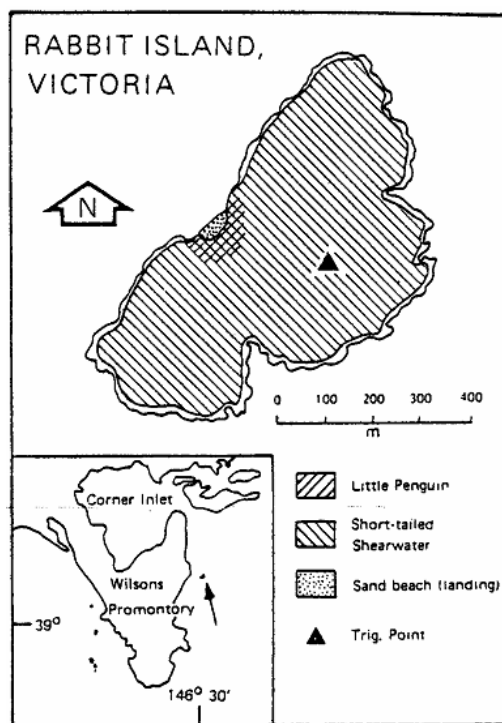 RABBIT ISLAND,
VICTORIA
N
0 100 200 300 400
m
Corner Inlet
Wilsons
Promontory
39°
146° 30'
Little Penguin
Short-tailed
Shearwater
Sand beach (landing)
Trig. Point